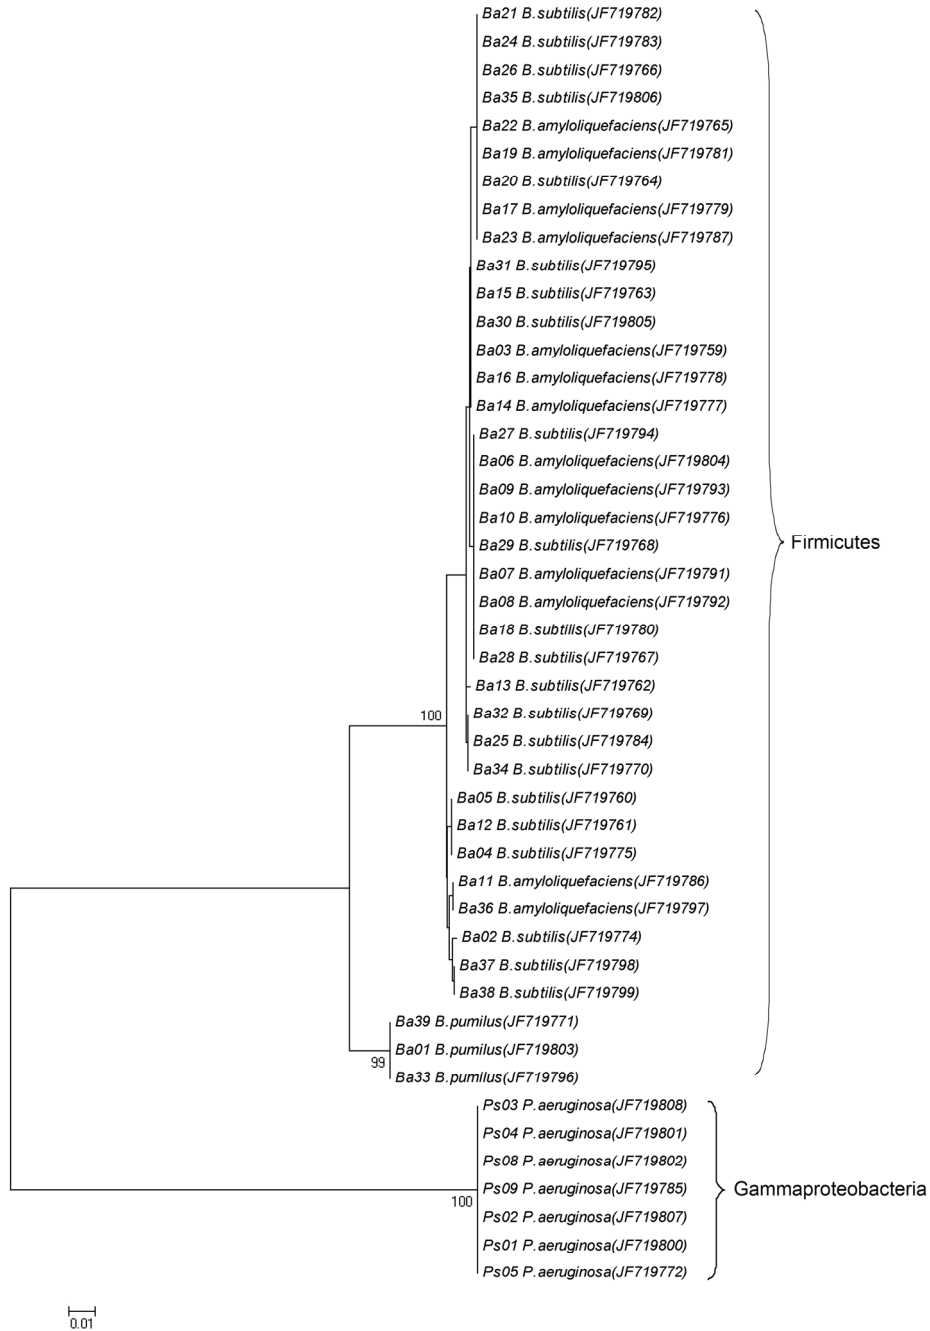 Ba21 B.subtilis(JF719782)
Ba24 B.subtilis(JF719783)
Ba26 B.subtilis(JF719766)
Ba35 B.subtilis(JF719806)
Ba22 B.amyloliquefaciens(JF719765)
Ba19 B.amyloliquefaciens(JF719781)
Ba20 B.subtilis(JF719764)
Ba17 B.amyloliquefaciens(JF719779)
Ba23 B.amyloliquefaciens(JF719787)
Ba31 B.subtilis(JF719795)
Ba15 B.subtilis(JF719763)
Ba30 B.subtilis(JF719805)
Ba03 B.amyloliquefaciens(JF719759)
Ba16 B.amyloliquefaciens(JF719778)
Ba14 B.amyloliquefaciens(JF719777)
Ba27 B.subtilis(JF719794)
Ba06 B.amyloliquefaciens(JF719804)
Ba09 B.amyloliquefaciens(JF719793)
Ba10 B.amyloliquefaciens(JF719776)
Ba29 B.subtilis(JF719768)
Firmicutes
Ba07 B.amyloliquefaciens(JF719791)
Ba08 B.amyloliquefaciens(JF719792)
Ba18 B.subtilis(JF719780)
Ba28 B.subtilis(JF719767)
Ba13 B.subtilis(JF719762)
Ba32 B.subtilis(JF719769)
100
Ba25 B.subtilis(JF719784)
Ba34 B.subtilis(JF719770)
Ba05 B.subtilis(JF719760)
Ba12 B.subtilis(JF719761)
Ba04 B.subtilis(JF719775)
Ba11 B.amyloliquefaciens(JF719786)
Ba36 B.amyloliquefaciens(JF719797)
Ba02 B.subtilis(JF719774)
Ba37 B.subtilis(JF719798)
Ba38 B.subtilis(JF719799)
Ba39 B.pumilus(JF719771)
Ba01 B.pumilus(JF719803)
99
Ba33 B.pumilus(JF719796)
Ps03 P.aeruginosa(JF719808)
Ps04 P.aeruginosa(JF719801)
Ps08 P.aeruginosa(JF719802)
Ps09 P.aeruginosa(JF719785)
Gammaproteobacteria
100
Ps02 P.aeruginosa(JF719807)
Ps01 P.aeruginosa(JF719800)
Ps05 P.aeruginosa(JF719772)
0.01